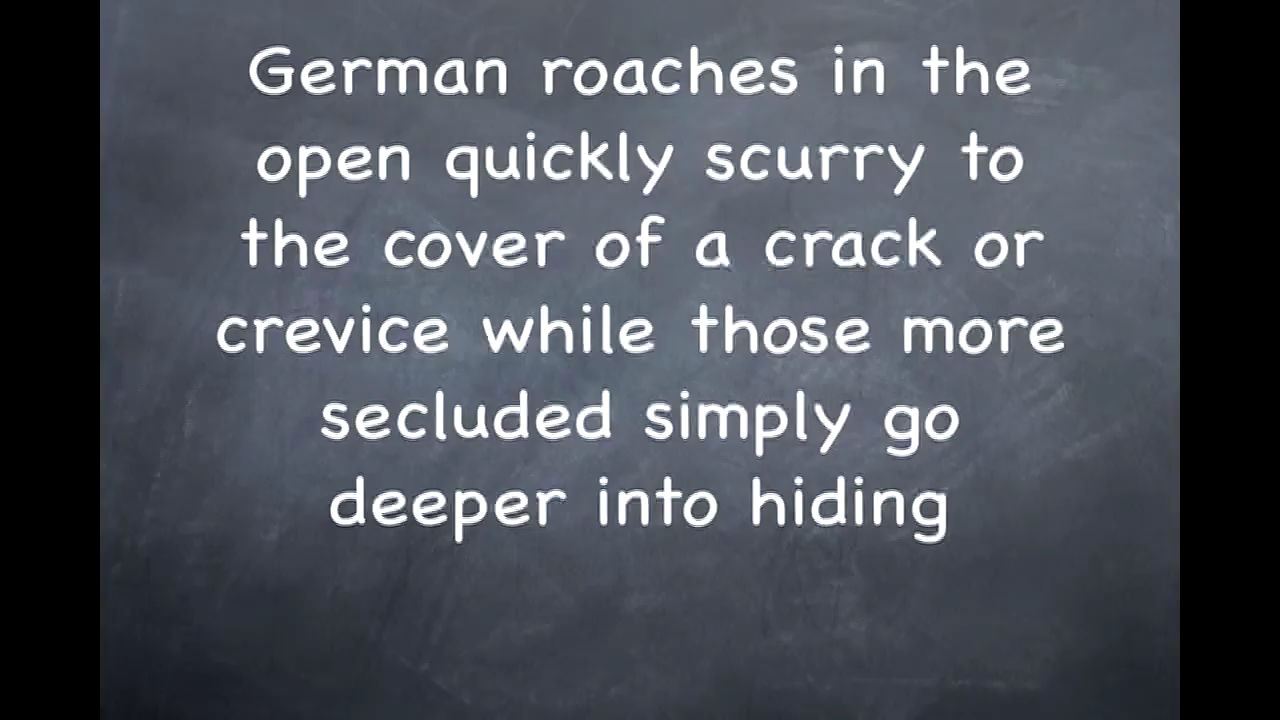 German roaches in the
open quickly scurry to
the cover of a crack or
crevice while those more
secluded simply go
deeper into hiding